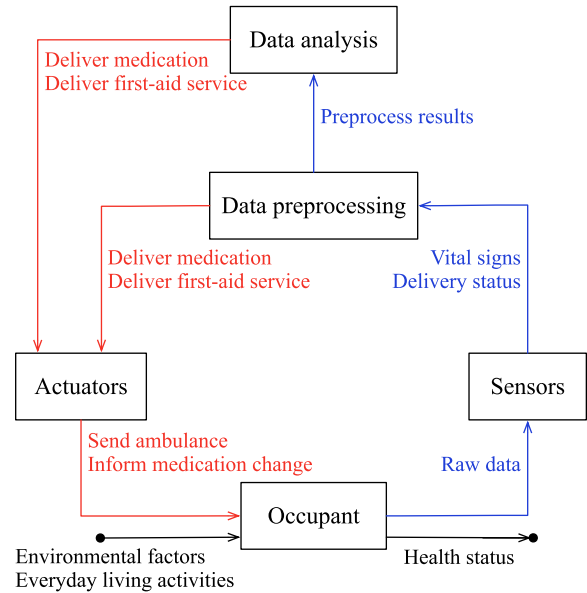 Data analysis
Deliver medication
Deliver first-aid service
Preprocess results
Data preprocessing
Deliver medication
Deliver first-aid service
Vital signs
Delivery status
Actuators
Sensors
Send ambulance
Inform medication change
Raw data
Occupant
Environmental factors
Everyday living activities
Health status